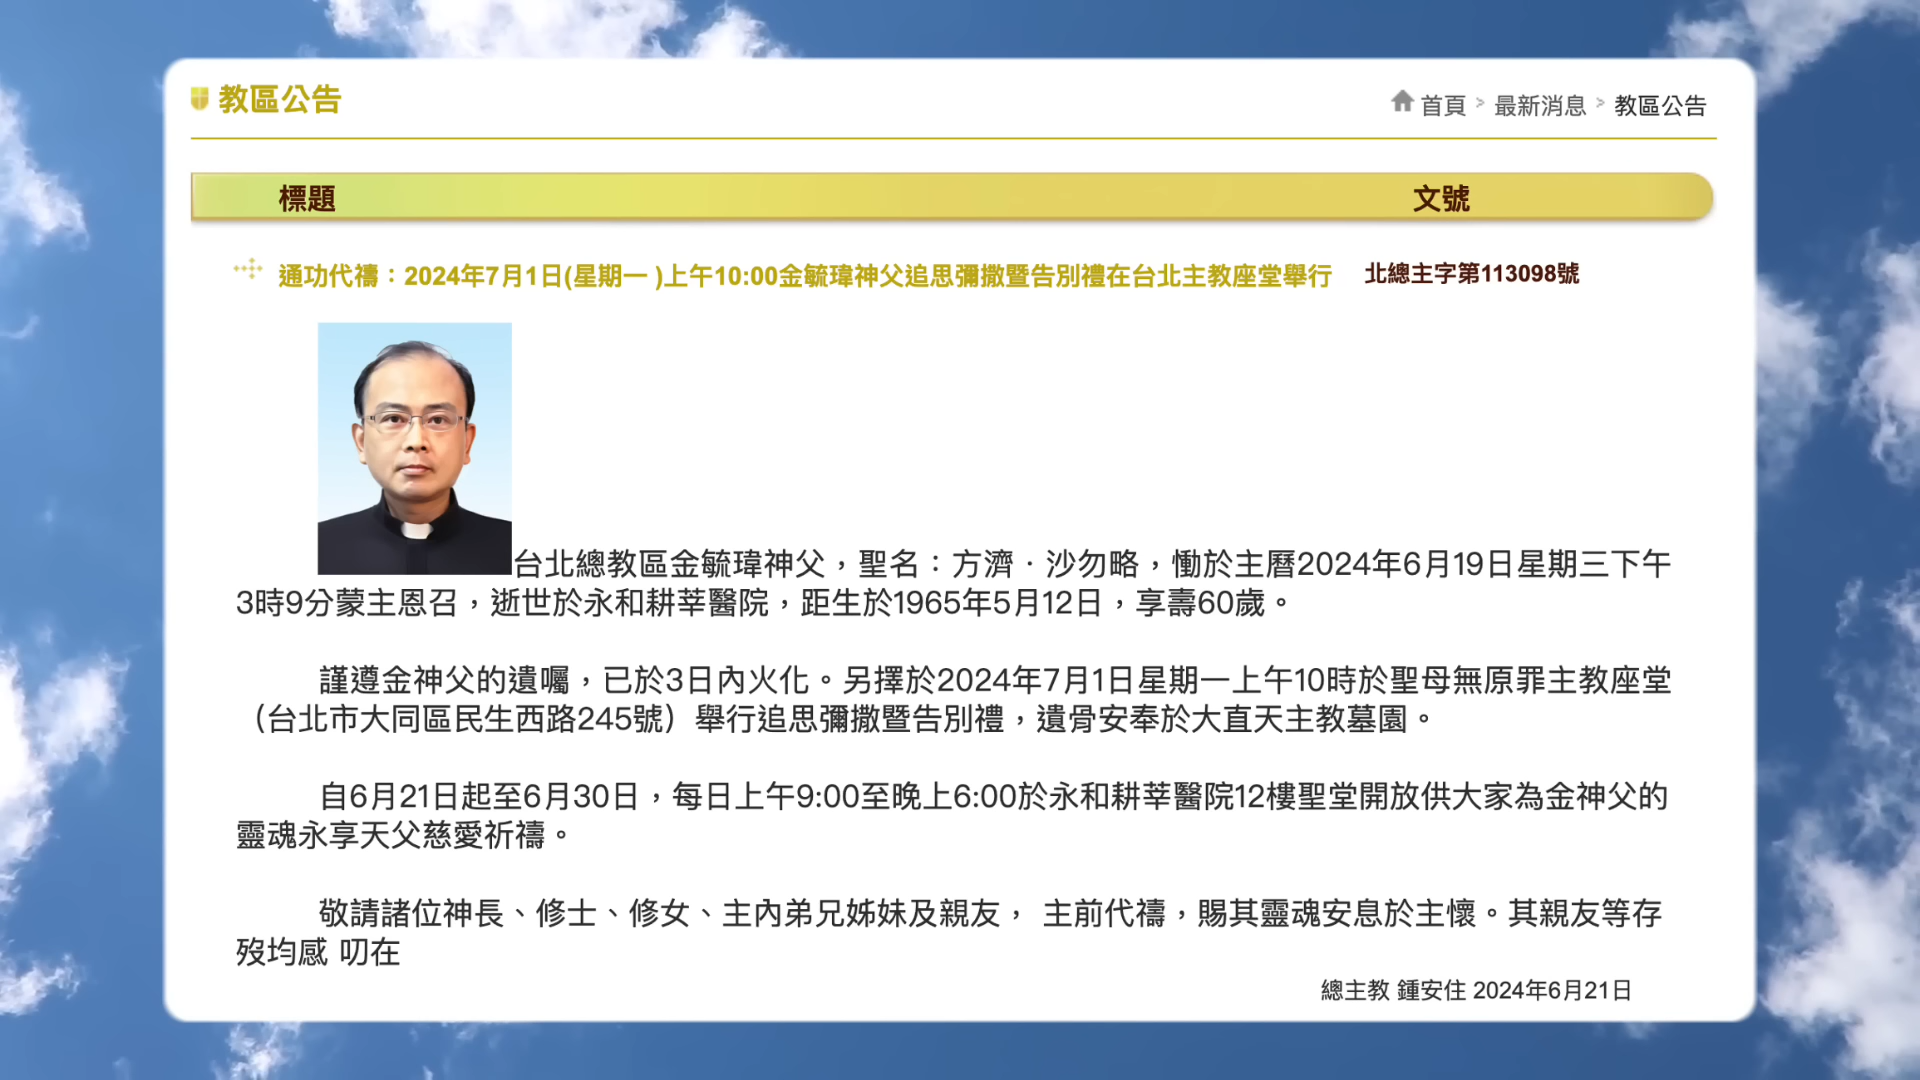 教區公告
首頁 > 最新消息 > 教區公告
標題 文號
通功代禱：2024年7月1日(星期一 )上午10:00金毓瑋神父追思彌撒暨告別禮在台北主教座堂舉行 北總主字第113098號
台北總教區金毓瑋神父，聖名：方濟．沙勿略，慟於主曆2024年6月19日星期三下午
3時9分蒙主恩召，逝世於永和耕莘醫院，距生於1965年5月12日，享壽60歲。
謹遵金神父的遺囑，已於3日內火化。另擇於2024年7月1日星期一上午10時於聖母無原罪主教座堂
（台北市大同區民生西路245號）舉行追思彌撒暨告別禮，遺骨安奉於大直天主教墓園。
自6月21日起至6月30日，每日上午9:00至晚上6:00於永和耕莘醫院12樓聖堂開放供大家為金神父的
靈魂永享天父慈愛祈禱。
敬請諸位神長、修士、修女、主內弟兄姊妹及親友， 主前代禱，賜其靈魂安息於主懷。其親友等存
歿均感 叨在
總主教 鍾安住 2024年6月21日